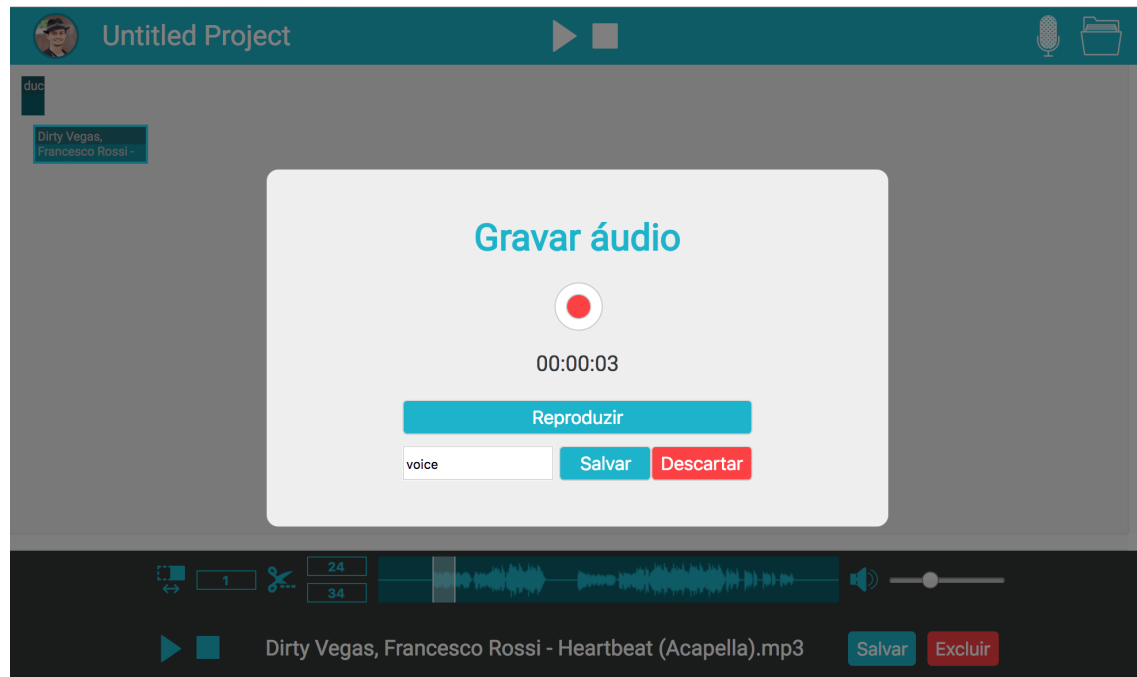 Untitled Project
duc
Dirty Vegas,
Francesco Rossi -
Gravar áudio
00:00:03
Reproduzir
voice
Salvar
Descartar
1
24
34
Dirty Vegas, Francesco Rossi - Heartbeat (Acapella).mp3
Salvar
Excluir